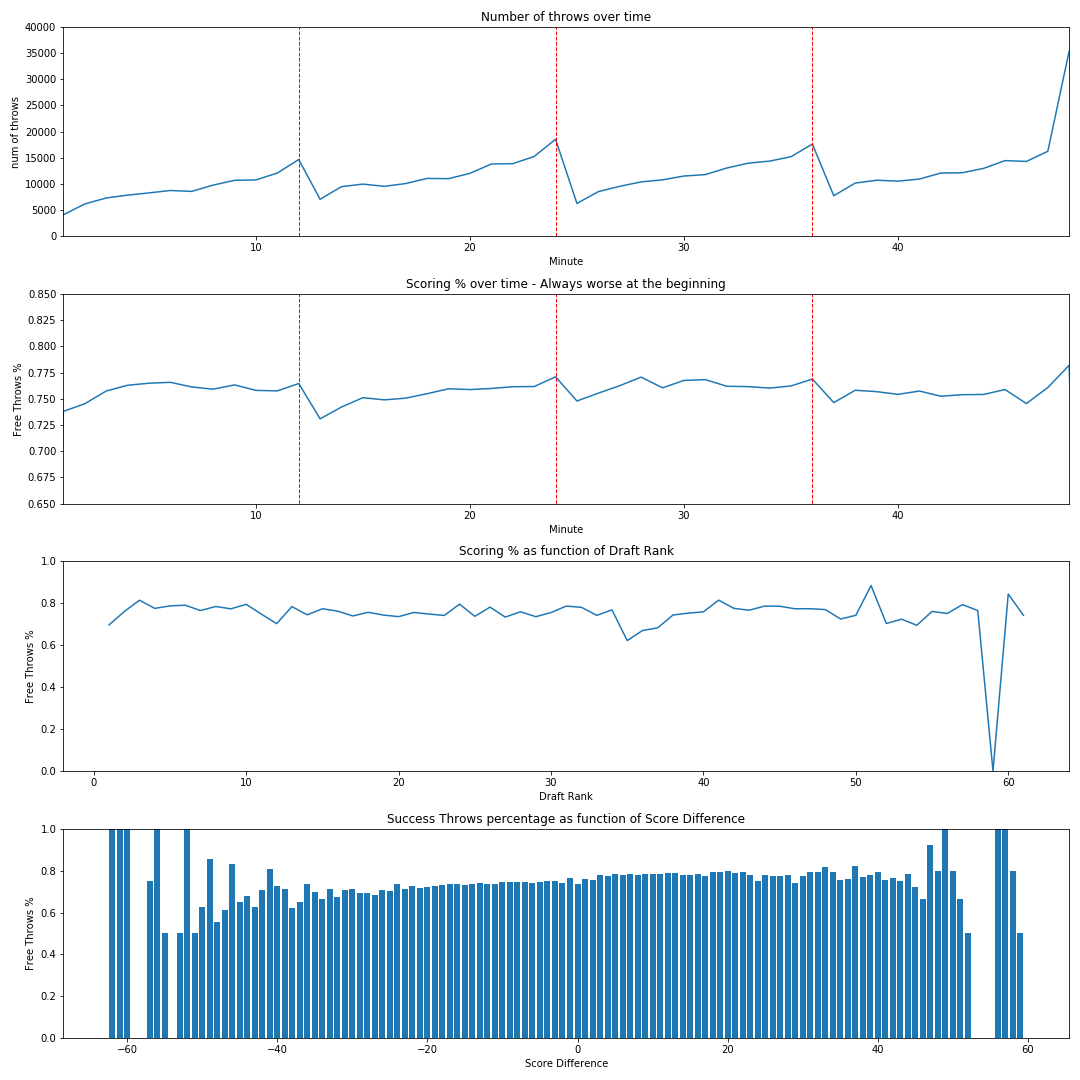 Number of throws over time
40000
35000
30000
25000
20000
15000
10000
5000
0
num of throws
10 20 30 40
Minute
Scoring % over time - Always worse at the beginning
0.850
0.825
0.800
0.775
0.750
0.725
0.700
0.675
0.650
Free Throws %
10 20 30 40
Minute
Scoring % as function of Draft Rank
1.0
0.8
0.6
0.4
0.2
0.0
Free Throws %
0 10 20 30 40 50 60
Draft Rank
Success Throws percentage as function of Score Difference
1.0
0.8
0.6
0.4
0.2
0.0
Free Throws %
−60 −40 −20 0 20 40 60
Score Difference